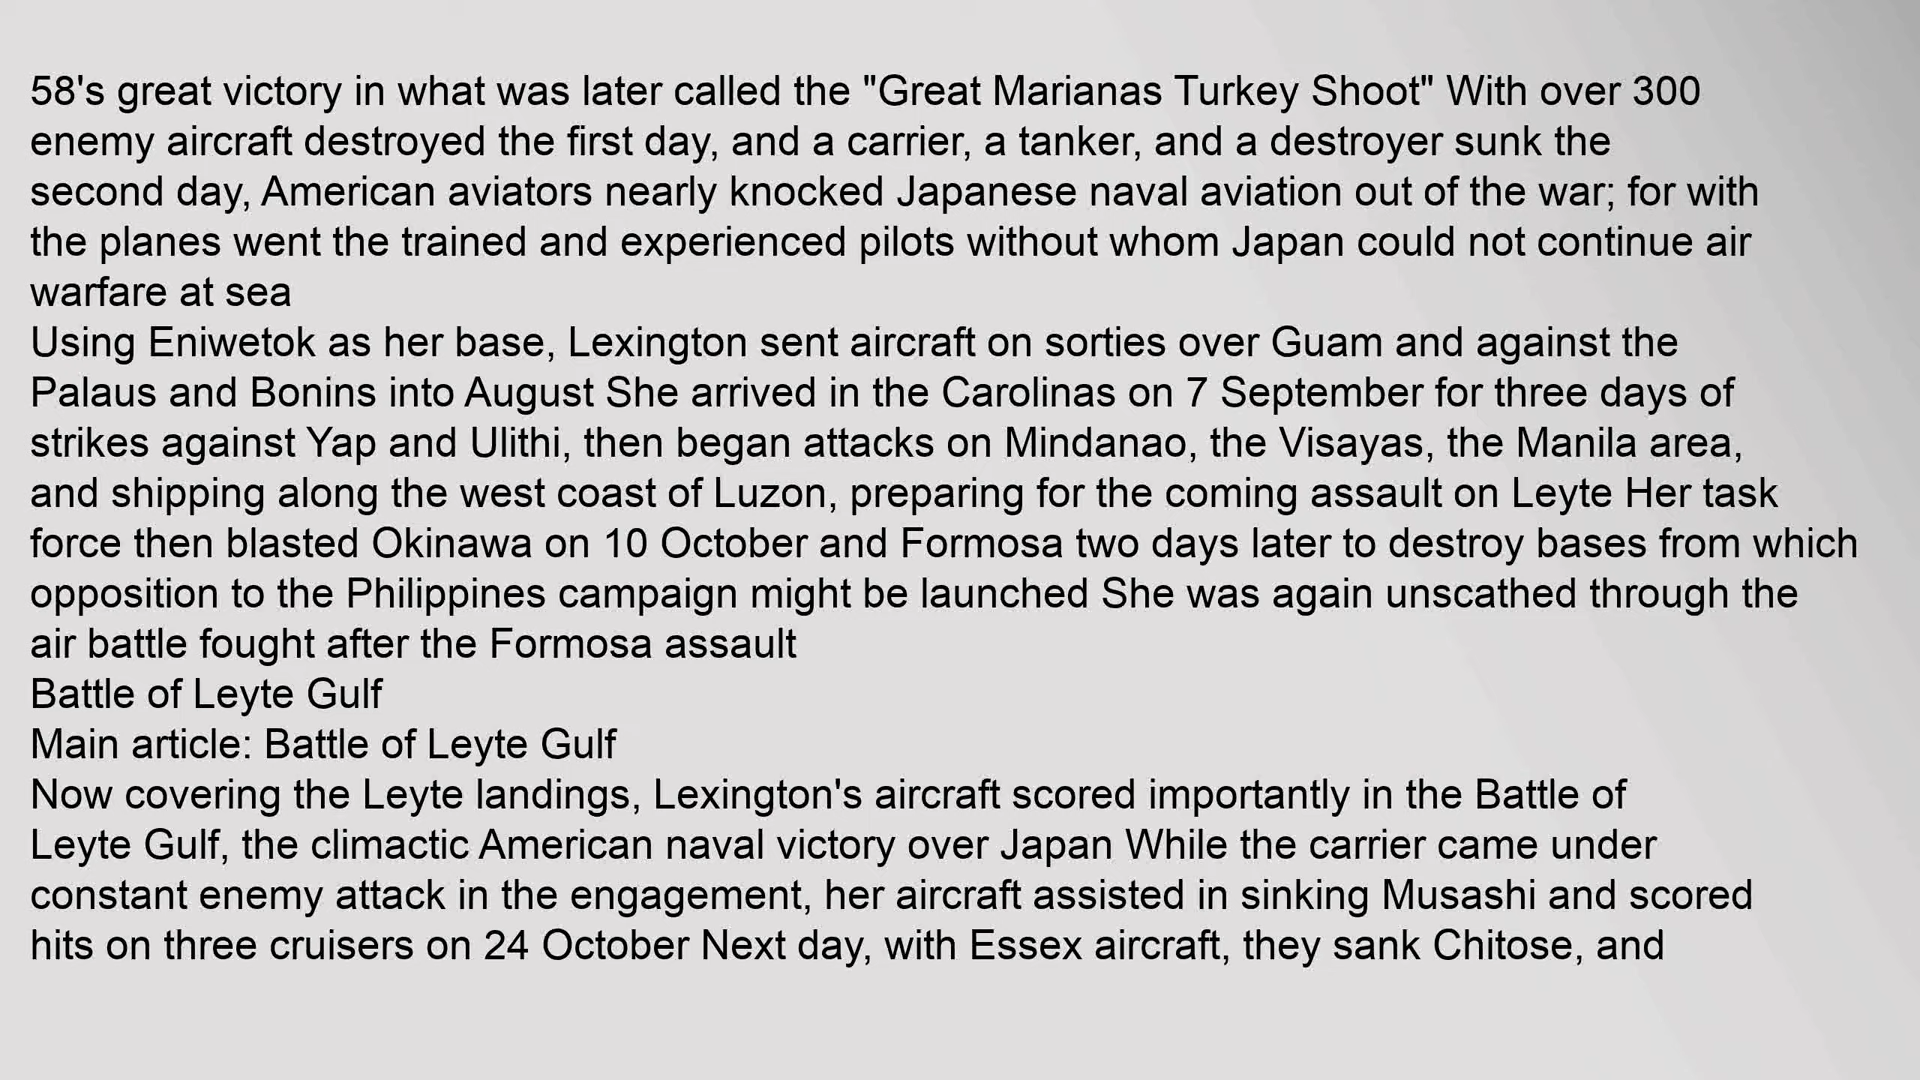 58's great victory in what was later called the "Great Marianas Turkey Shoot" With over 300
enemy aircraft destroyed the first day, and a carrier, a tanker, and a destroyer sunk the
second day, American aviators nearly knocked Japanese naval aviation out of the war; for with
the planes went the trained and experienced pilots without whom Japan could not continue air
warfare at sea
Using Eniwetok as her base, Lexington sent aircraft on sorties over Guam and against the
Palaus and Bonins into August She arrived in the Carolinas on 7 September for three days of
strikes against Yap and Ulithi, then began attacks on Mindanao, the Visayas, the Manila area,
and shipping along the west coast of Luzon, preparing for the coming assault on Leyte Her task
force then blasted Okinawa on 10 October and Formosa two days later to destroy bases from which
opposition to the Philippines campaign might be launched She was again unscathed through the
air battle fought after the Formosa assault
Battle of Leyte Gulf
Main article: Battle of Leyte Gulf
Now covering the Leyte landings, Lexington's aircraft scored importantly in the Battle of
Leyte Gulf, the climactic American naval victory over Japan While the carrier came under
constant enemy attack in the engagement, her aircraft assisted in sinking Musashi and scored
hits on three cruisers on 24 October Next day, with Essex aircraft, they sank Chitose, and